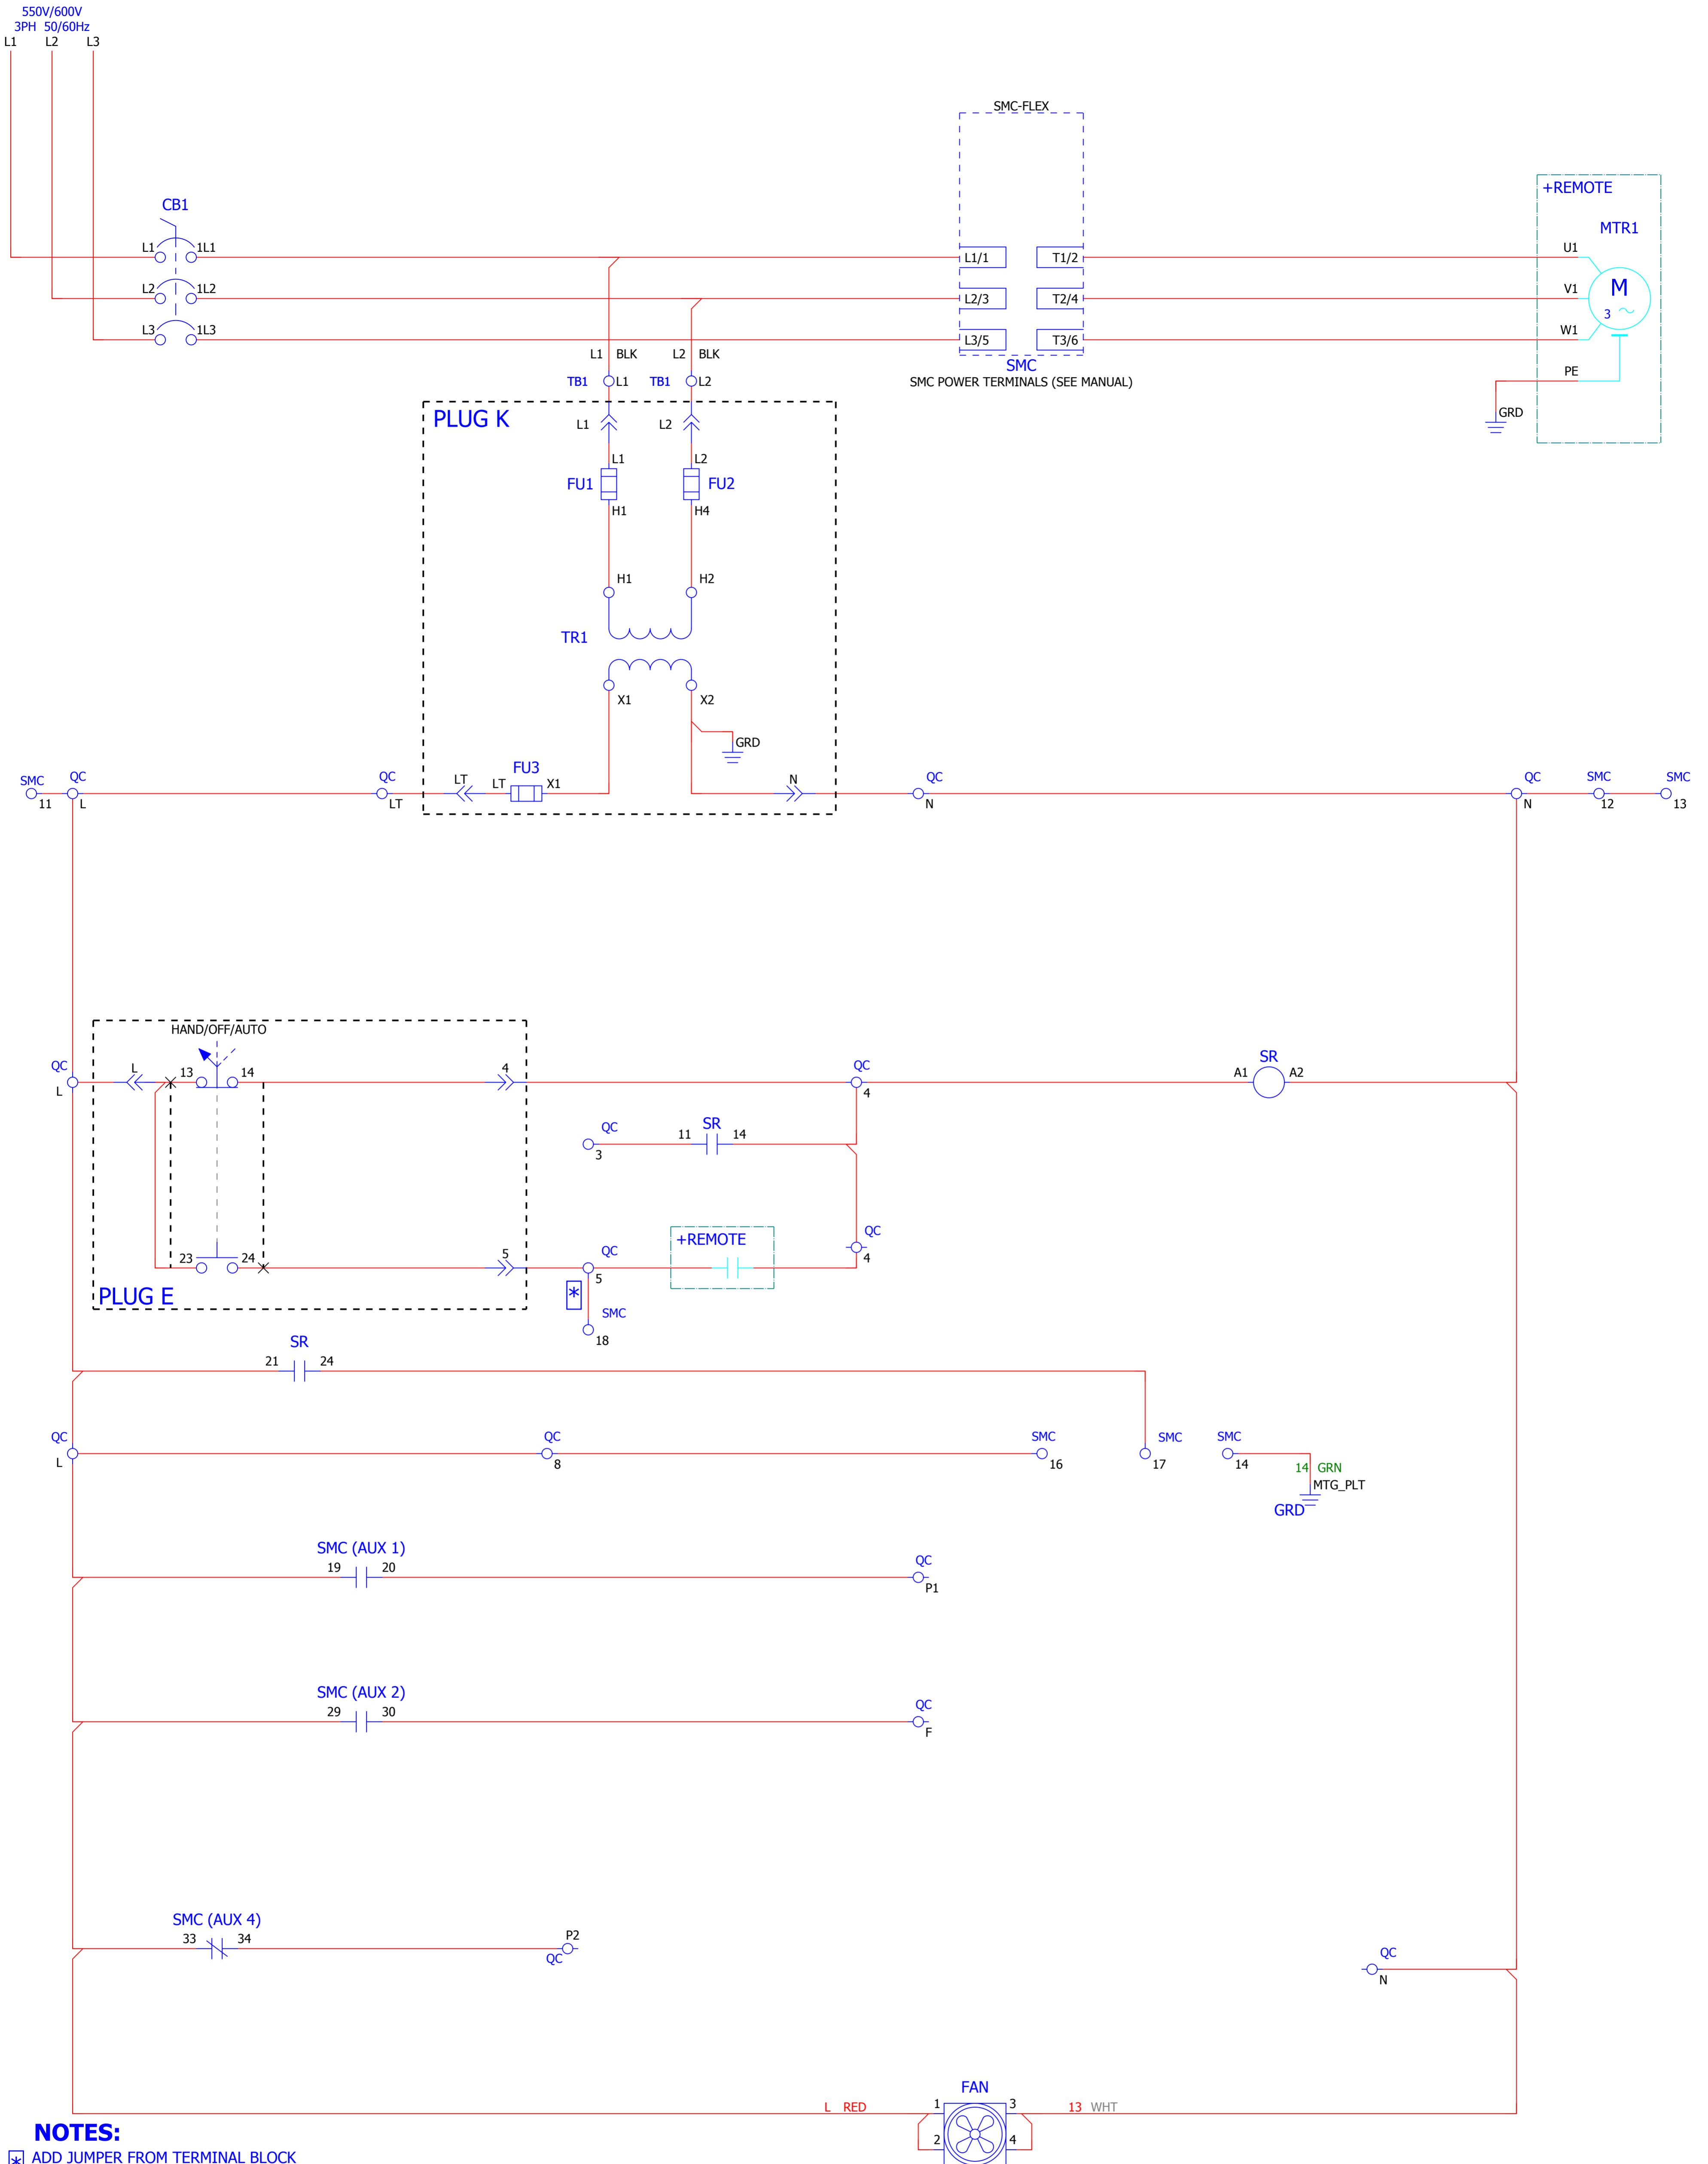 550V/600V
3PH 50/60Hz
L1 L2 L3
SMC-FLEX
+REMOTE
CB1
MTR1
L1 1L1 L1/1 T1/2 U1
L2 1L2 L2/3 T2/4 V1
M
3
L3 1L3 L3/5 T3/6 W1
L1 BLK L2 BLK
SMC
SMC POWER TERMINALS (SEE MANUAL)
PE
TB1 L1 TB1 L2
GRD
PLUG K
L1 L2
L1 L2
FU1 FU2
H1 H4
H1 H2
TR1
X1 X2
GRD
SMC QC QC LT LT FU3 X1 N QC QC SMC SMC
11 L LT N N 12 13
HAND/OFF/AUTO
QC L 13 14 4 QC SR
L 4 A1 A2
QC SR
3 11 14
QC
+REMOTE
4
23 24 5 QC
5
PLUG E
*
SMC
18
SR
21 24
QC QC SMC SMC SMC
L 8 16 17 14
14 GRN
MTG_PLT
GRD
SMC (AUX 1)
19 20 QC
P1
SMC (AUX 2)
29 30 QC
F
SMC (AUX 4)
33 34 P2
QC
QC
N
FAN
L RED 1 3 13 WHT
2 4
NOTES:
* ADD JUMPER FROM TERMINAL BLOCK